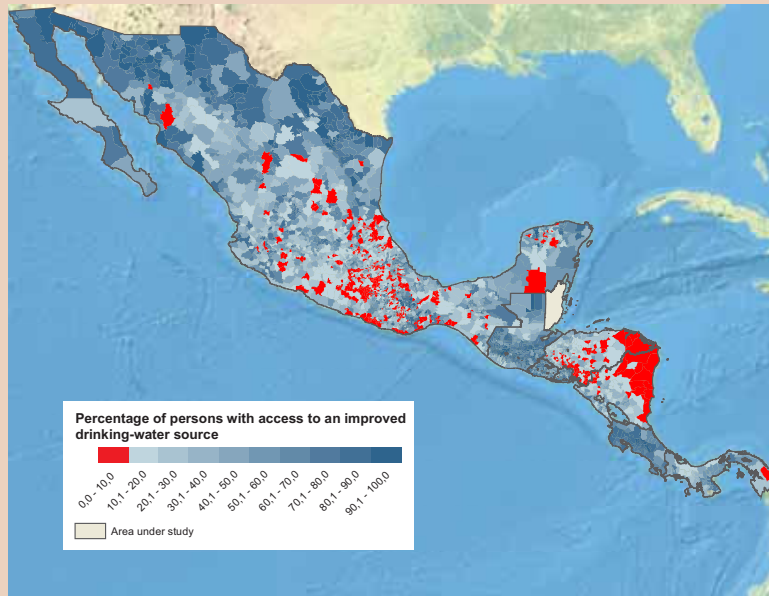 Percentage of persons with access to an improved
drinking-water source
0,0 - 10,0
10,1 - 20,0
20,1 - 30,0
30,1 - 40,0
40,1 - 50,0
50,1 - 60,0
60,1 - 70,0
70,1 - 80,0
80,1 - 90,0
90,1 - 100,0
Area under study